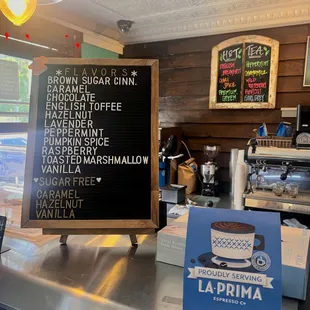 *FLAVORS*
BROWN SUGAR CINN.
CARAMEL
CHOCOLATE
ENGLISH TOFFEE
HAZELNUT
LAVENDER
PEPPERMINT
PUMPKIN SPICE
RASPBERRY
TOASTED MARSHMALLOW
VANILLA
♥SUGAR FREE♥
CARAMEL
HAZELNUT
VANILLA
HOT TEA
PROUDLY SERVING
LA PRIMA
ESPRESSO Co